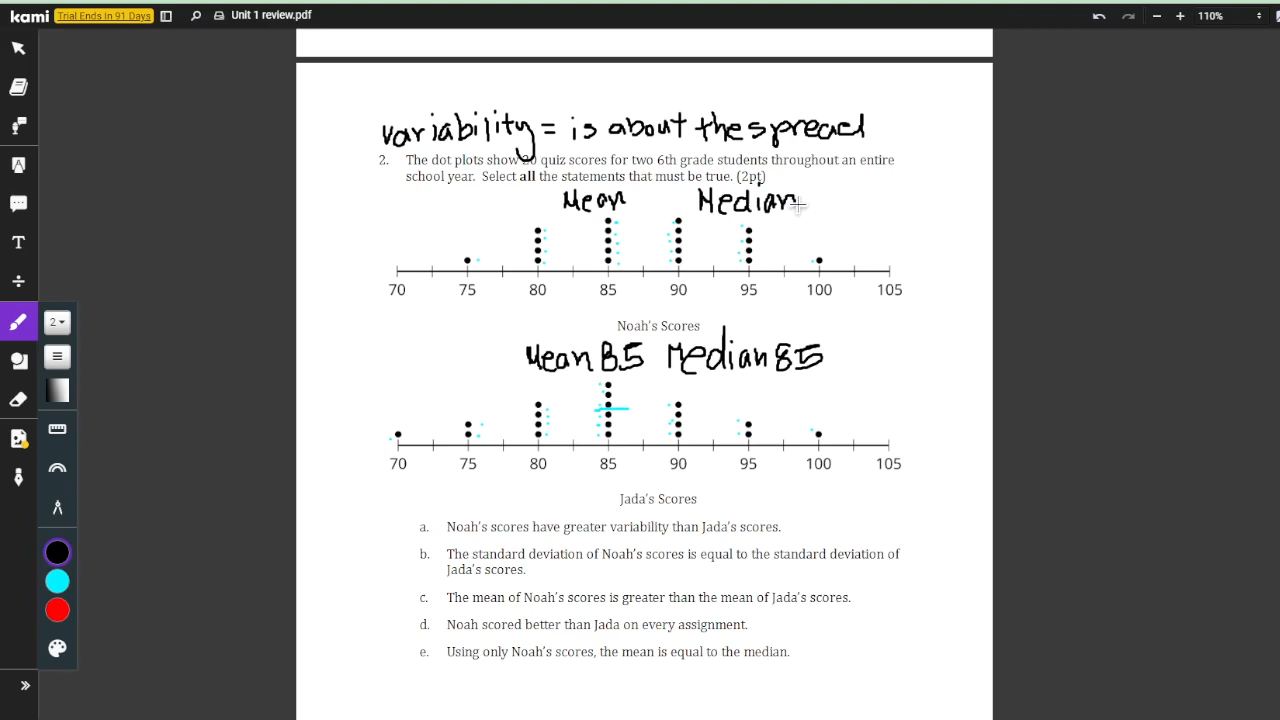 kami Trial Ends In 91 Days Unit 1 review.pdf 110%
variability = is about the spread
2. The dot plots show 20 quiz scores for two 6th grade students throughout an entire
school year. Select all the statements that must be true. (2pt)
Mean Median
70 75 80 85 90 95 100 105
Noah's Scores
Mean 85 Median 85
70 75 80 85 90 95 100 105
Jada's Scores
a. Noah's scores have greater variability than Jada's scores.
b. The standard deviation of Noah's scores is equal to the standard deviation of
Jada's scores.
c. The mean of Noah's scores is greater than the mean of Jada's scores.
d. Noah scored better than Jada on every assignment.
e. Using only Noah's scores, the mean is equal to the median.
2